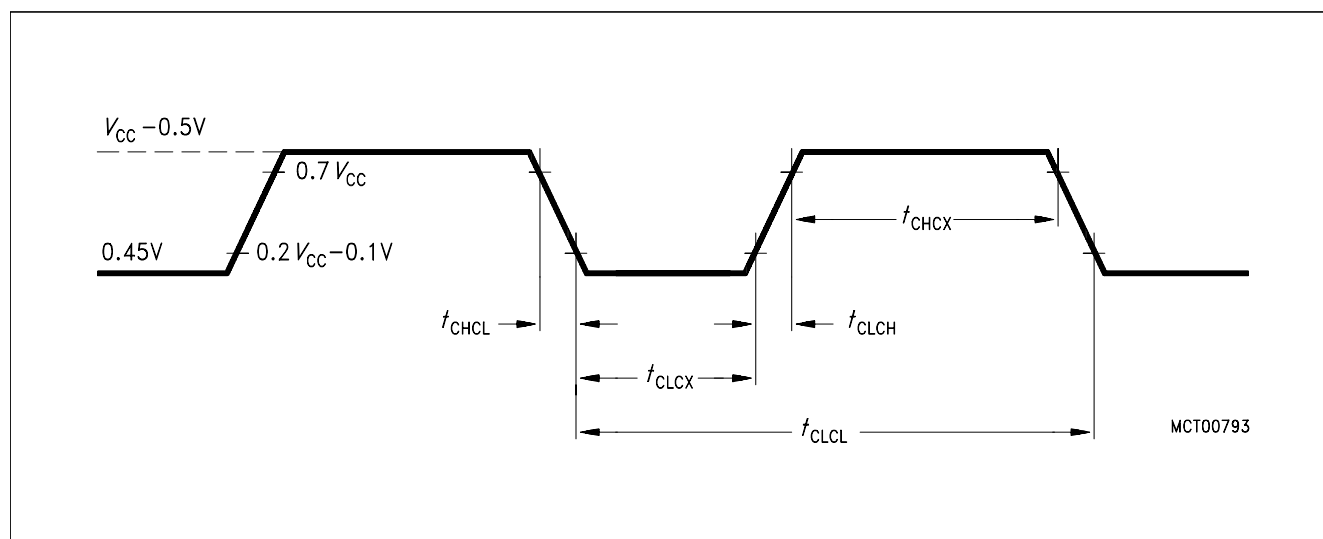 V_CC −0.5V
0.7 V_CC
t_CHCX
0.45V
0.2 V_CC−0.1V
t_CHCL
t_CLCH
t_CLCX
t_CLCL
MCT00793